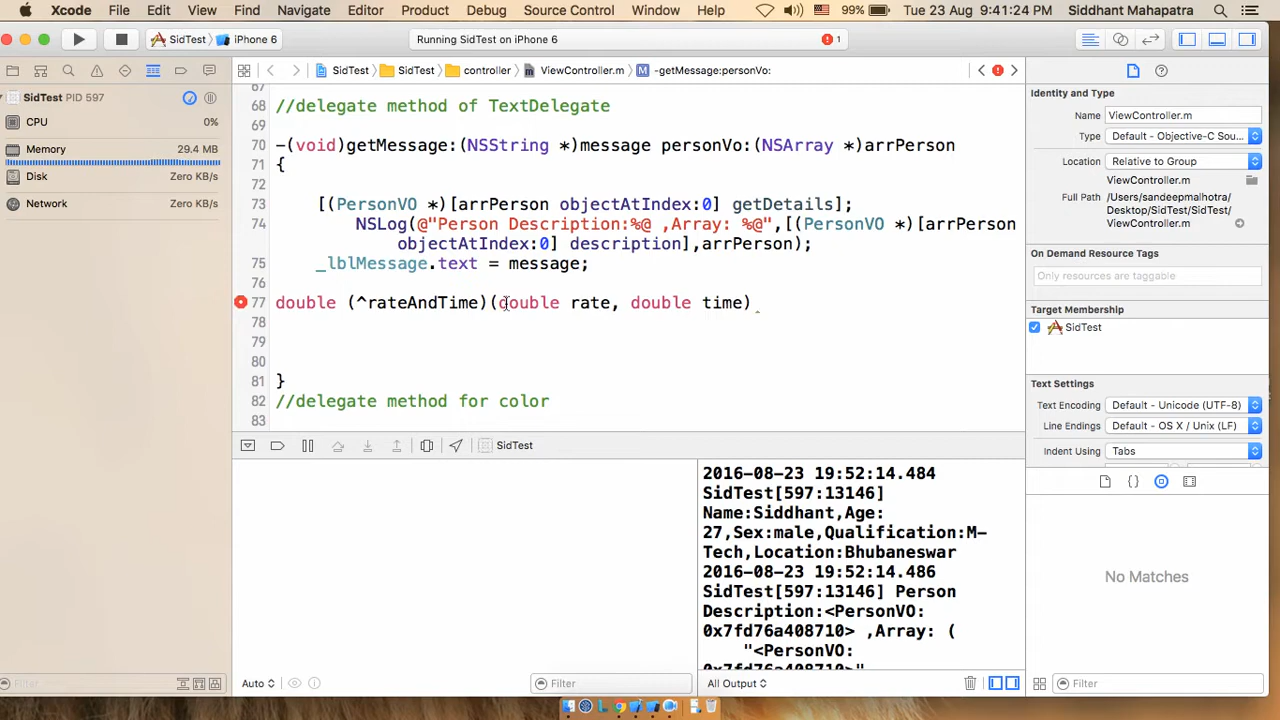 Xcode File Edit View Find Navigate Editor Product Debug Source Control Window Help 99% Tue 23 Aug 9:41:24 PM Siddhant Mahapatra
SidTest iPhone 6 Running SidTest on iPhone 6 1
SidTest SidTest controller ViewController.m -getMessage:personVo:
SidTest PID 597
CPU 0%
Memory 29.4 MB
Disk Zero KB/s
Network Zero KB/s
Filter
67
68 //delegate method of TextDelegate
69
70 -(void)getMessage:(NSString *)message personVo:(NSArray *)arrPerson
71 {
72
73 [(PersonVO *)[arrPerson objectAtIndex:0] getDetails];
74 NSLog(@"Person Description:%@ ,Array: %@",[(PersonVO *)[arrPerson
objectAtIndex:0] description],arrPerson);
75 _lblMessage.text = message;
76
77 double (^rateAndTime)(double rate, double time)
78
79
80
81 }
82 //delegate method for color
83
SidTest
Auto Filter
2016-08-23 19:52:14.484
SidTest[597:13146]
Name:Siddhant,Age:
27,Sex:male,Qualification:M-
Tech,Location:Bhubaneswar
2016-08-23 19:52:14.486
SidTest[597:13146] Person
Description:<PersonVO:
0x7fd76a408710> ,Array: (
"<PersonVO:
0x7fd76a408710>"
All Output
Identity and Type
Name ViewController.m
Type Default - Objective-C Sou...
Location Relative to Group
ViewController.m
Full Path /Users/
sandeepmalhotra/
Desktop/SidTest/SidTest/
ViewController.m
On Demand Resource Tags
Only resources are taggable
Target Membership
SidTest
Text Settings
Text Encoding Default - Unicode (UTF-8)
Line Endings Default - OS X / Unix (LF)
Indent Using Tabs
No Matches
Filter